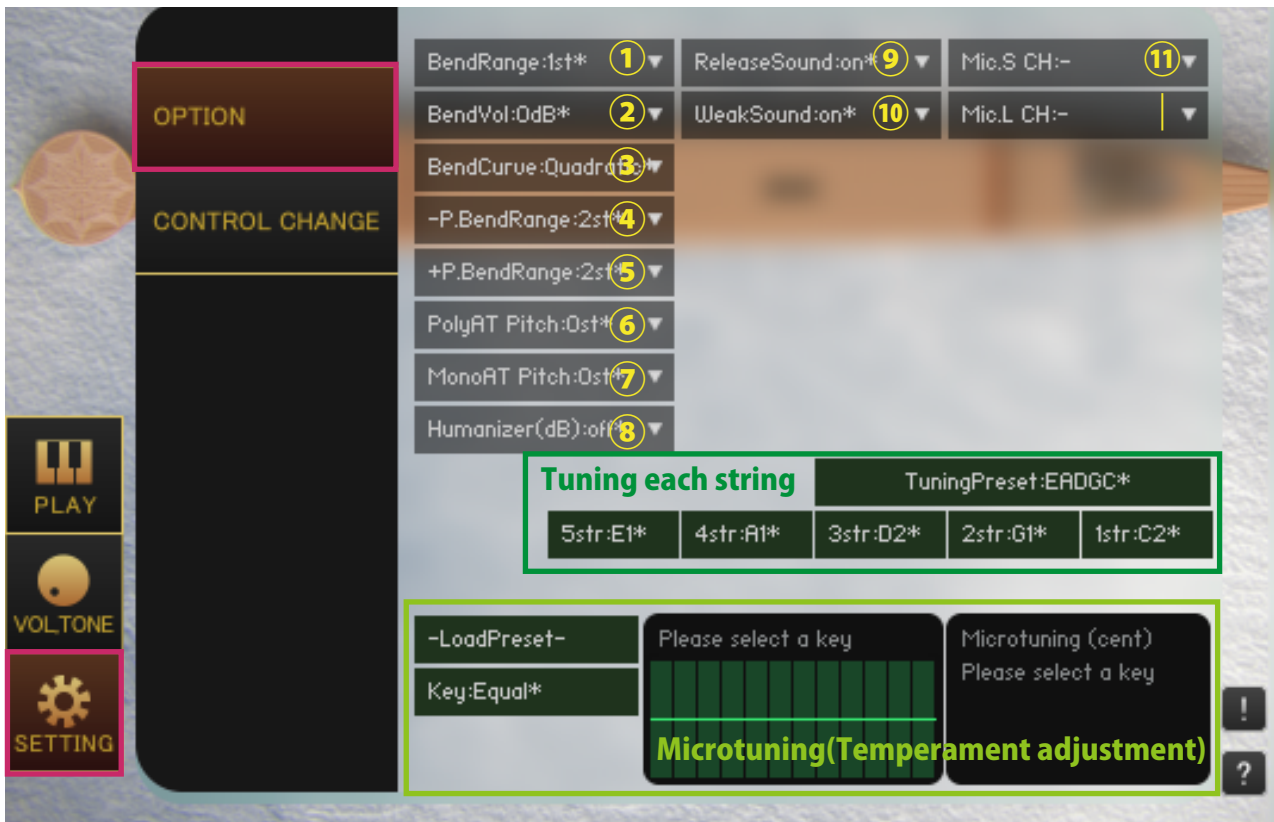 OPTION
CONTROL CHANGE
BendRange:1st* ① ▼
BendVol:0dB* ② ▼
BendCurve:Quadratic* ③ ▼
-P.BendRange:2st* ④ ▼
+P.BendRange:2st* ⑤ ▼
PolyAT Pitch:0st* ⑥ ▼
MonoAT Pitch:0st* ⑦ ▼
Humanizer(dB):off* ⑧ ▼
ReleaseSound:on* ⑨ ▼
WeakSound:on* ⑩ ▼
Mic.S CH:- ⑪ ▼
Mic.L CH:- ▼
Tuning each string
TuningPreset:EADGC*
5str:E1* 4str:A1* 3str:D2* 2str:G1* 1str:C2*
-LoadPreset-
Key:Equal*
Please select a key
Microtuning (cent)
Please select a key
Microtuning(Temperament adjustment)
PLAY
VOL,TONE
SETTING
!
?